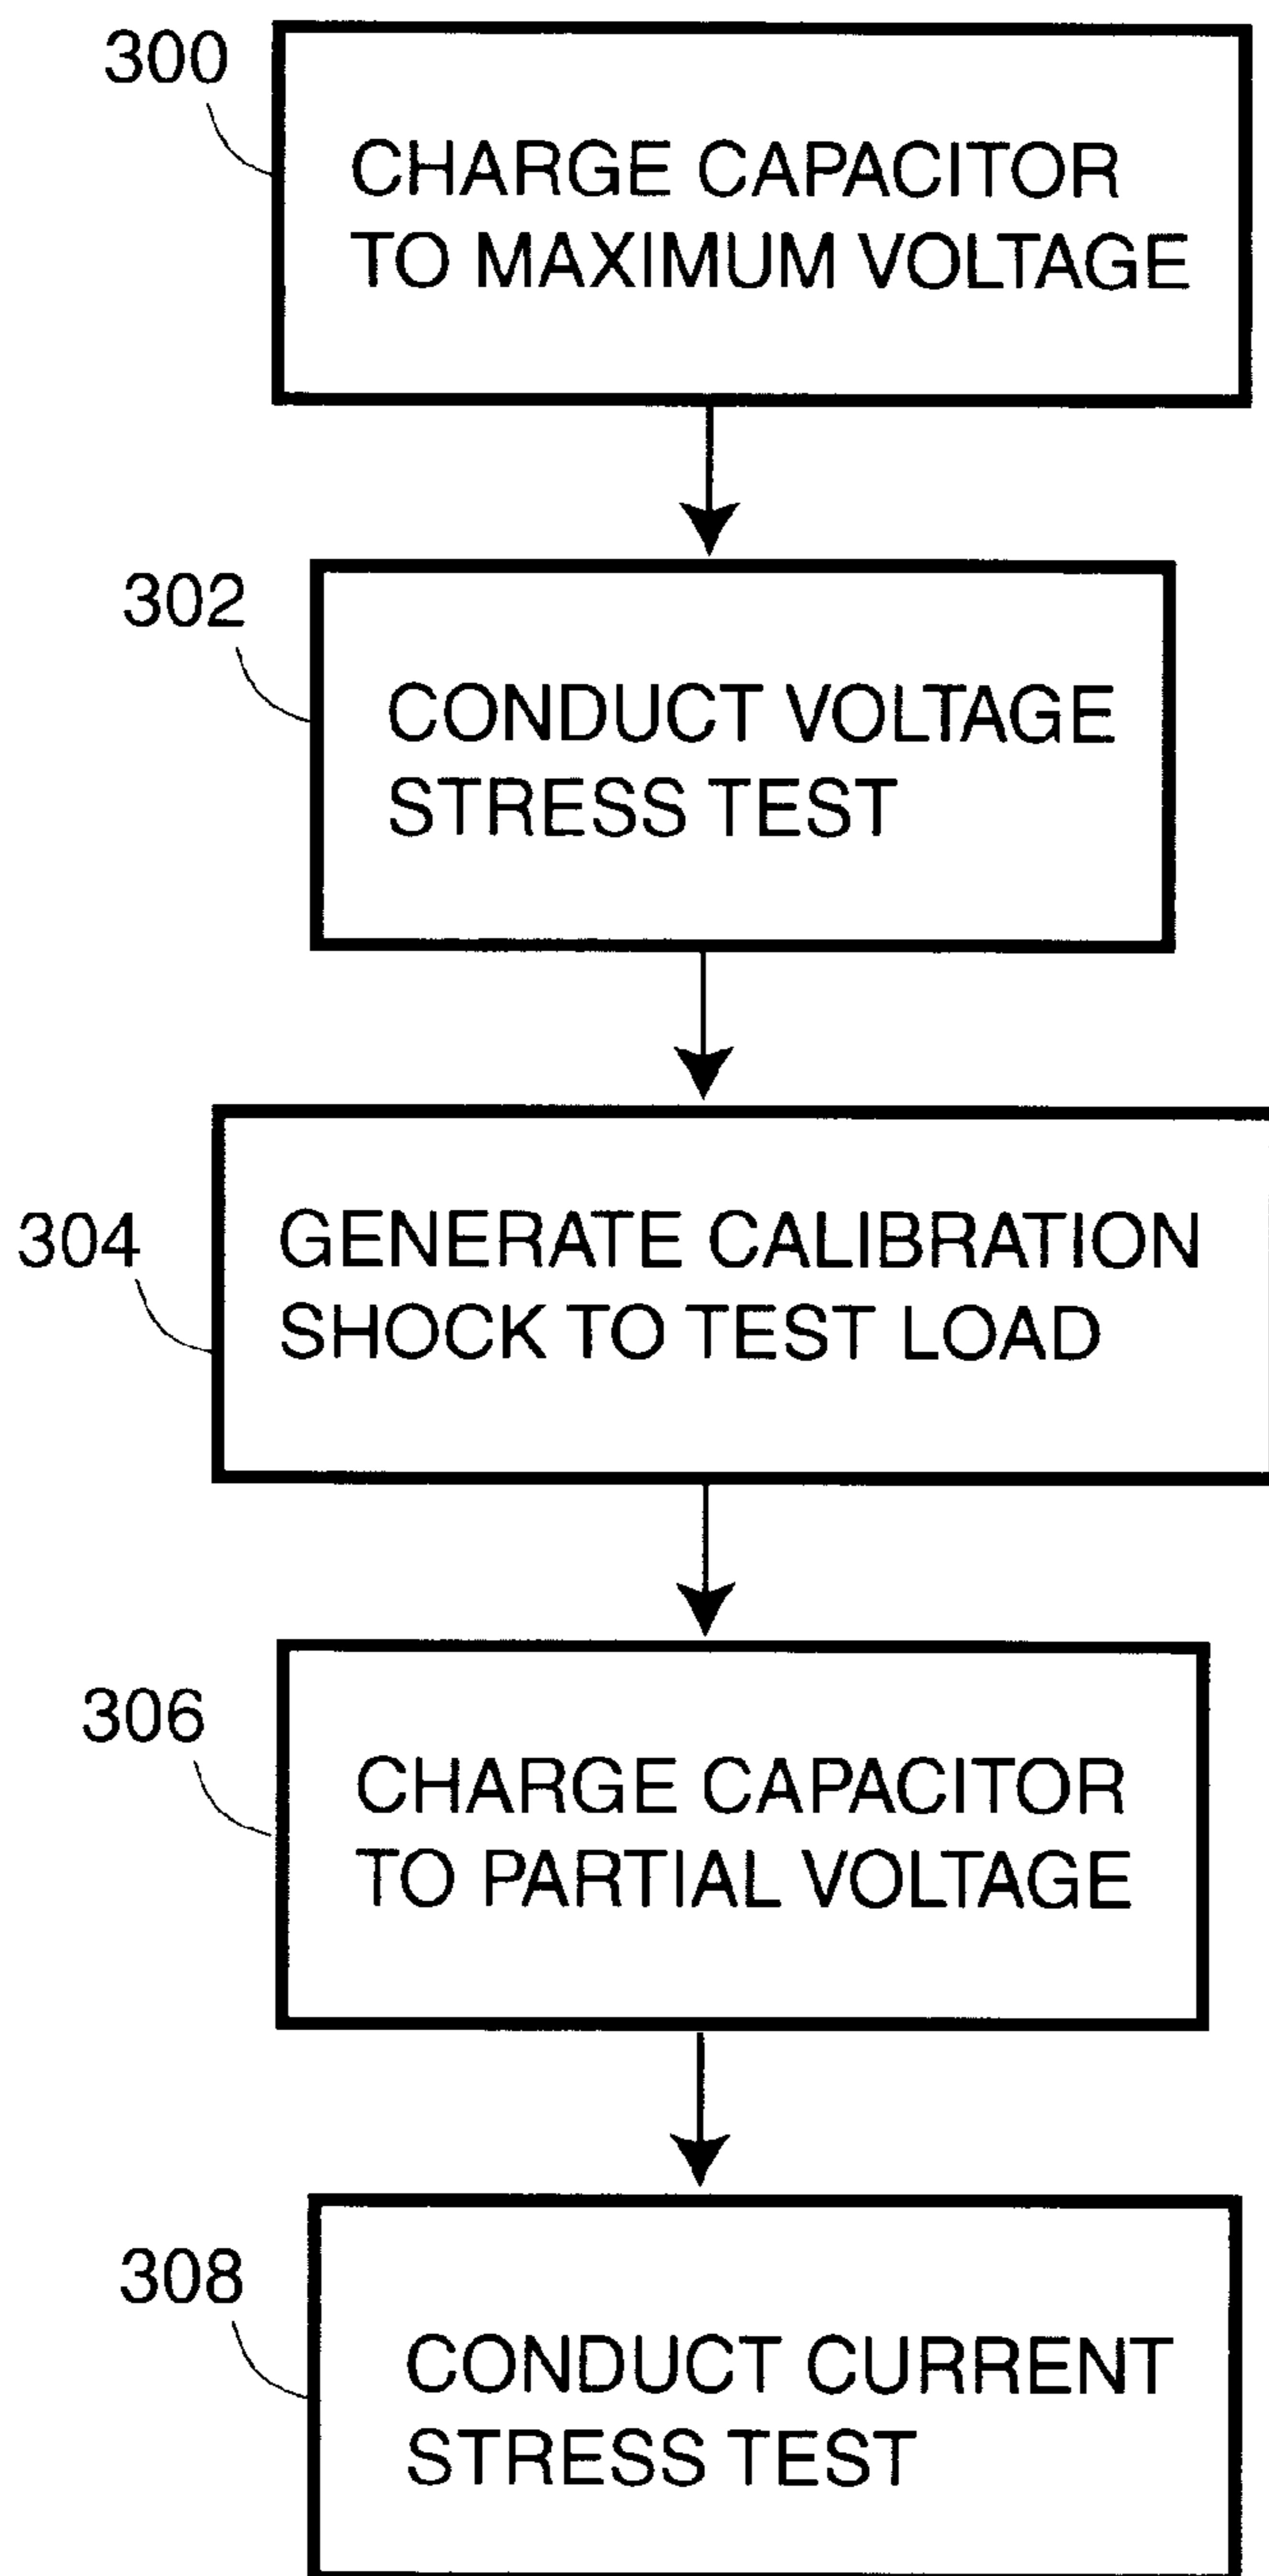 300
CHARGE CAPACITOR
TO MAXIMUM VOLTAGE
302
CONDUCT VOLTAGE
STRESS TEST
304
GENERATE CALIBRATION
SHOCK TO TEST LOAD
306
CHARGE CAPACITOR
TO PARTIAL VOLTAGE
308
CONDUCT CURRENT
STRESS TEST